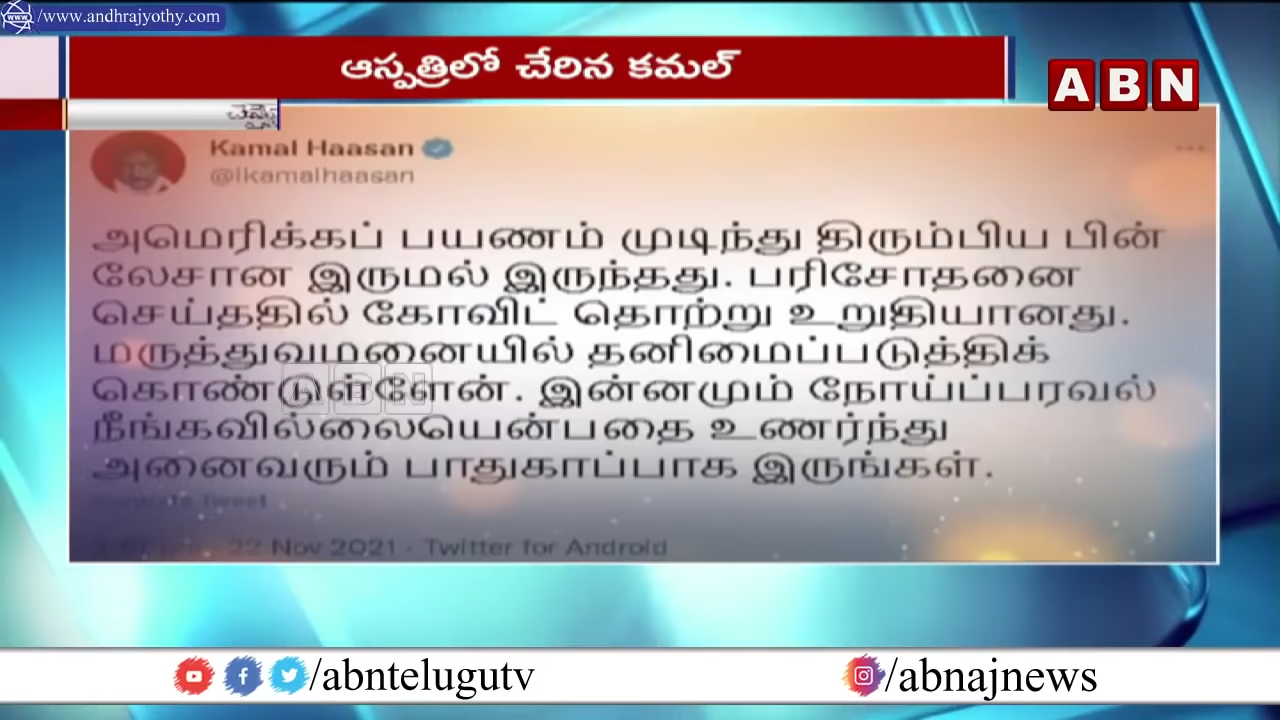 /www.andhrajyothy.com
ఆస్పత్రిలో చేరిన కమల్
ABN
Kamal Haasan
@ikamalhaasan
அமெரிக்கப் பயணம் முடிந்து திரும்பிய பின்
லேசான இருமல் இருந்தது. பரிசோதனை
செய்ததில் கோவிட் தொற்று உறுதியானது.
மருத்துவமனையில் தனிமைப்படுத்திக்
கொண்டுள்ளேன். இன்னமும் நோய்ப்பரவல்
நீங்கவில்லையென்பதை உணர்ந்து
அனைவரும் பாதுகாப்பாக இருங்கள்.
Tweet
22 Nov 2021 · Twitter for Android
/abntelugutv
/abnajnews